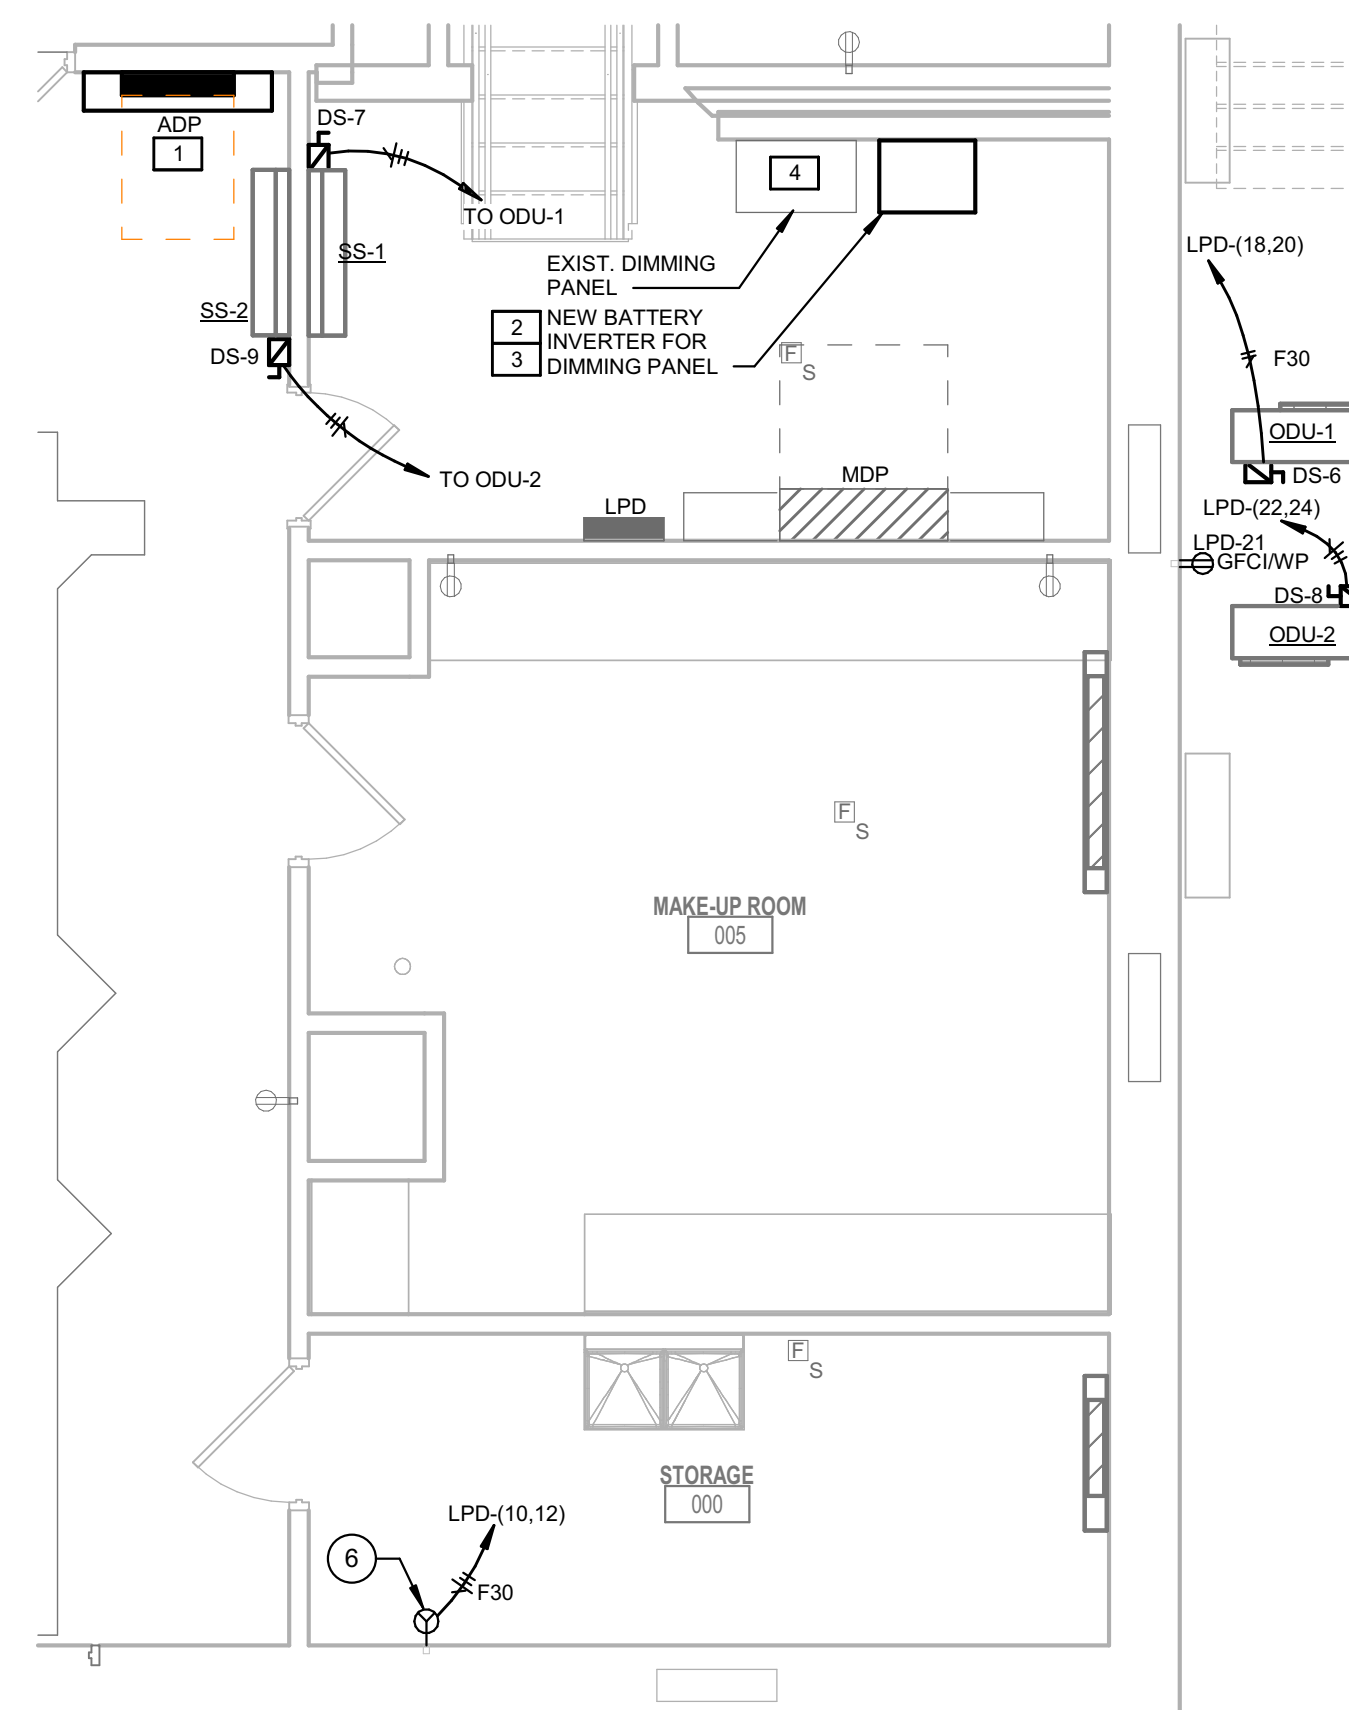 ADP
1
DS-7
TO ODU-1
SS-1
SS-2
DS-9
TO ODU-2
4
EXIST. DIMMING
PANEL
2
3
NEW BATTERY
INVERTER FOR
DIMMING PANEL
F
S
MDP
LPD
LPD-(18,20)
F30
ODU-1
DS-6
LPD-(22,24)
LPD-21
GFCI/WP
DS-8
ODU-2
F
S
MAKE-UP ROOM
005
F
S
STORAGE
000
LPD-(10,12)
6
F30